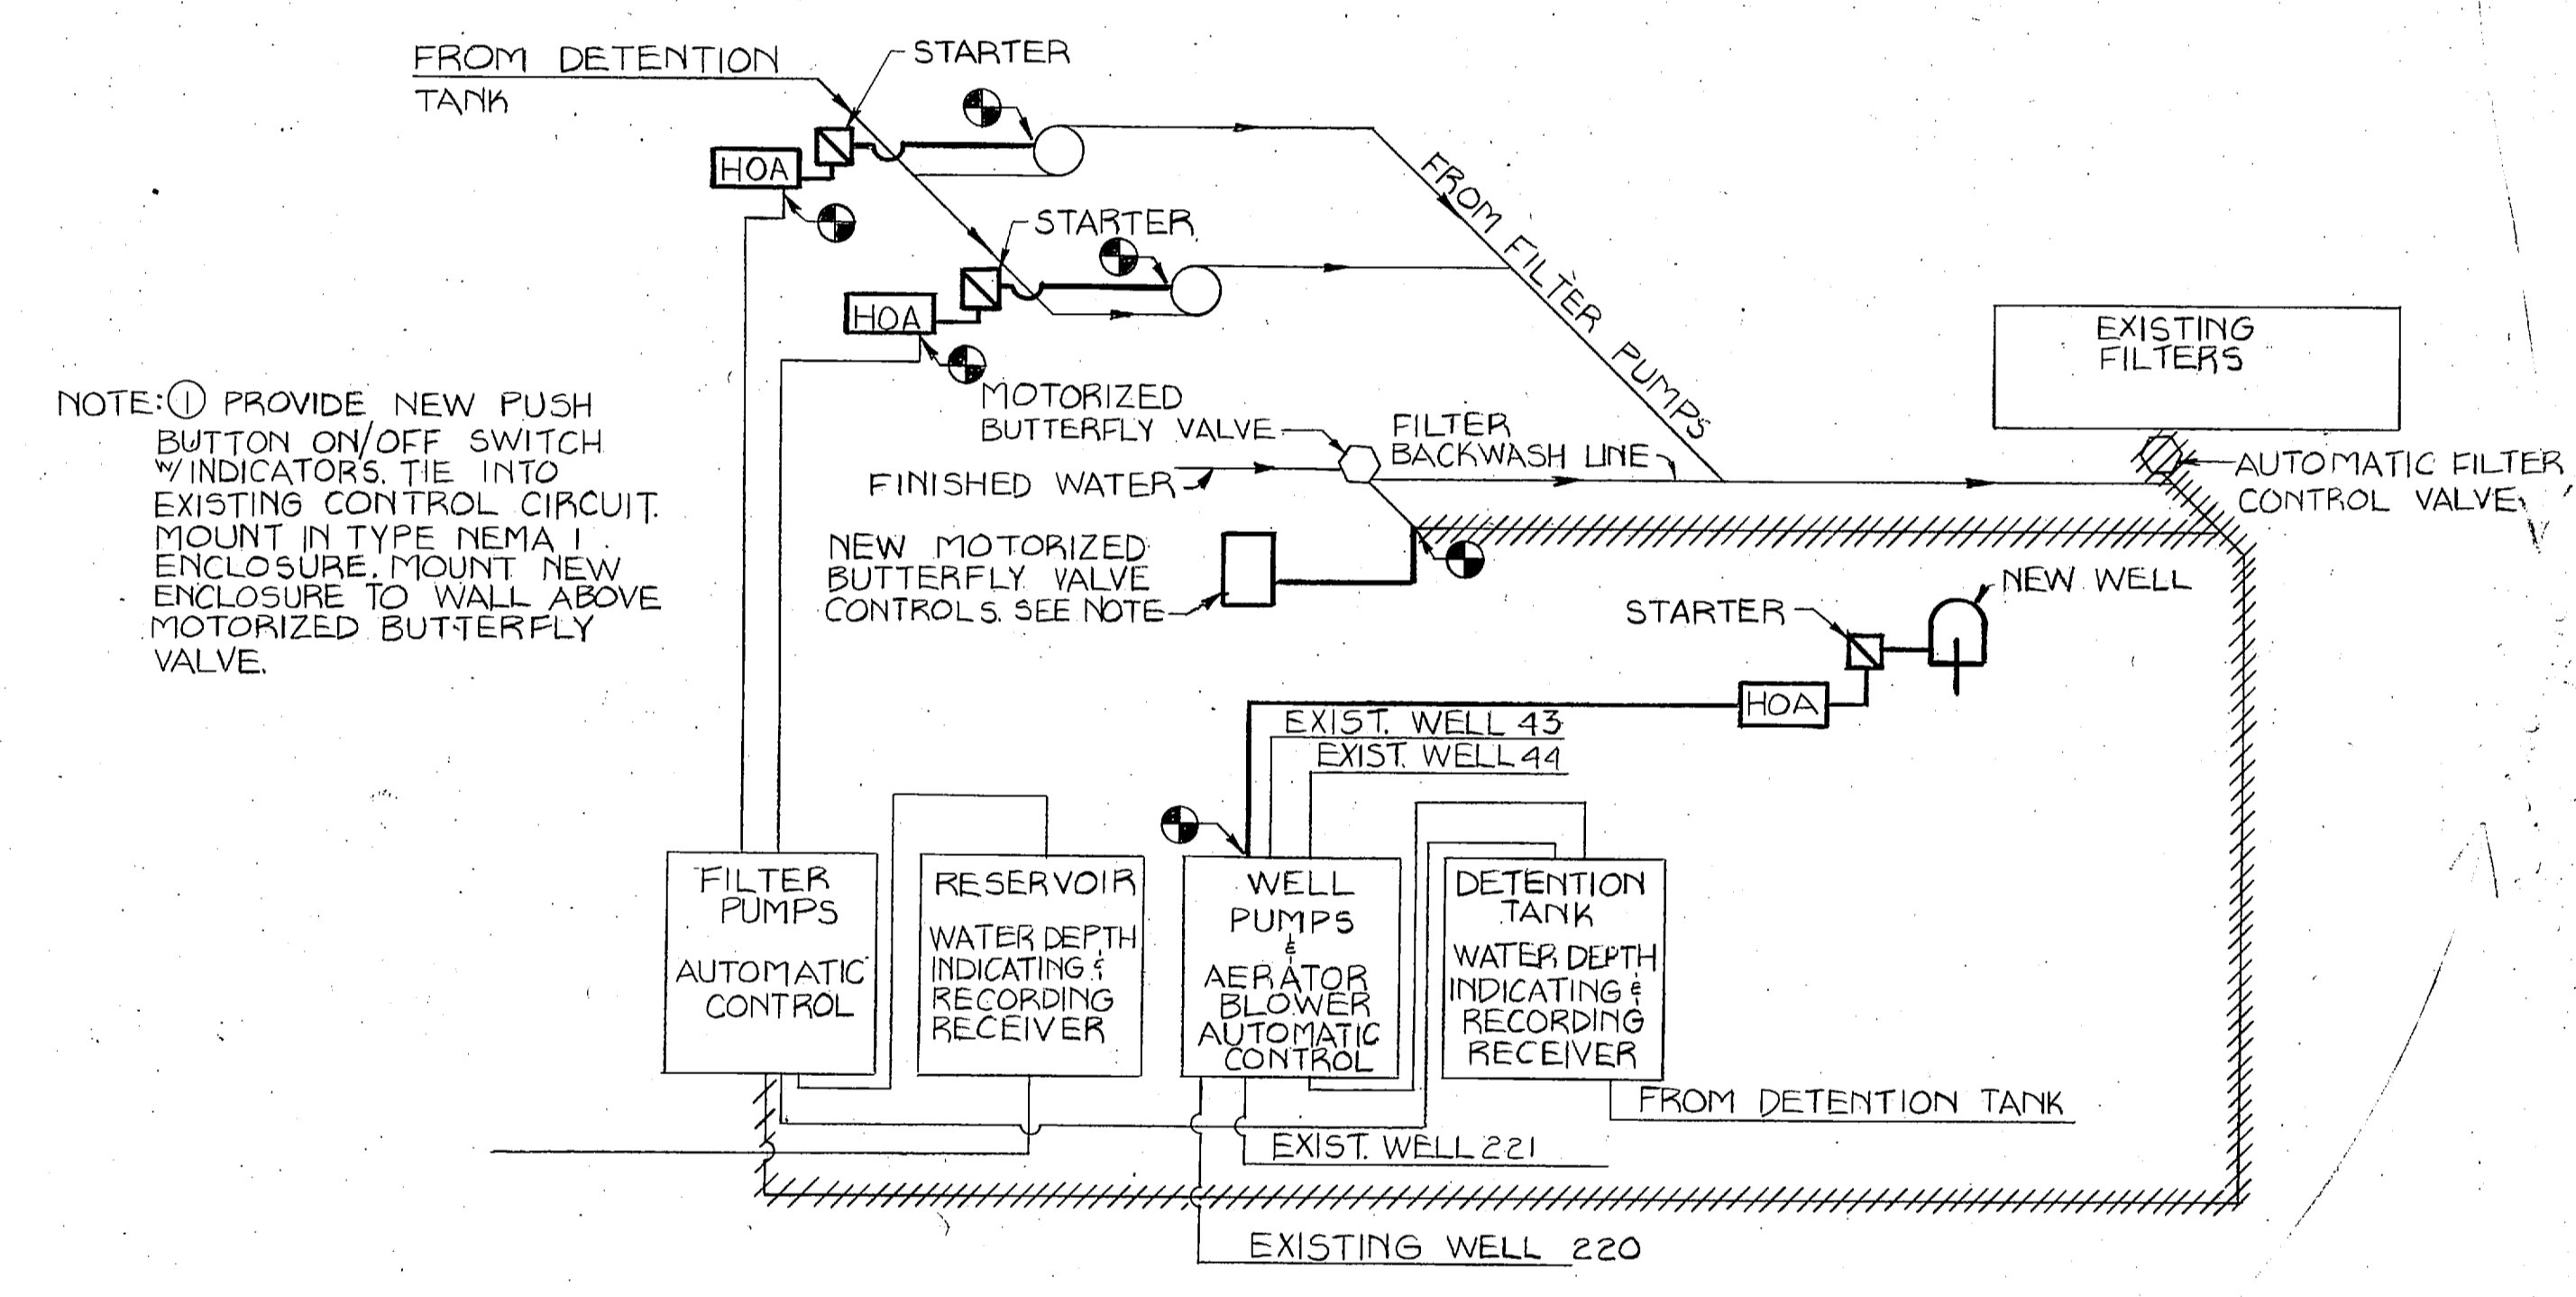 FROM DETENTION
TANK
STARTER
HOA
STARTER
HOA
FROM FILTER PUMPS
EXISTING
FILTERS
NOTE: ① PROVIDE NEW PUSH
BUTTON ON/OFF SWITCH
W/INDICATORS. TIE INTO
EXISTING CONTROL CIRCUIT.
MOUNT IN TYPE NEMA 1
ENCLOSURE. MOUNT NEW
ENCLOSURE TO WALL ABOVE
MOTORIZED BUTTERFLY
VALVE.
MOTORIZED
BUTTERFLY VALVE
FILTER
BACKWASH LINE
FINISHED WATER
AUTOMATIC FILTER
CONTROL VALVE
NEW MOTORIZED
BUTTERFLY VALVE
CONTROLS. SEE NOTE
NEW WELL
STARTER
HOA
EXIST. WELL 43
EXIST. WELL 44
FILTER
PUMPS
AUTOMATIC
CONTROL
RESERVOIR
WATER DEPTH
INDICATING &
RECORDING
RECEIVER
WELL
PUMPS
&
AERATOR
BLOWER
AUTOMATIC
CONTROL
DETENTION
TANK
WATER DEPTH
INDICATING &
RECORDING
RECEIVER
FROM DETENTION TANK
EXIST. WELL 221
EXISTING WELL 220